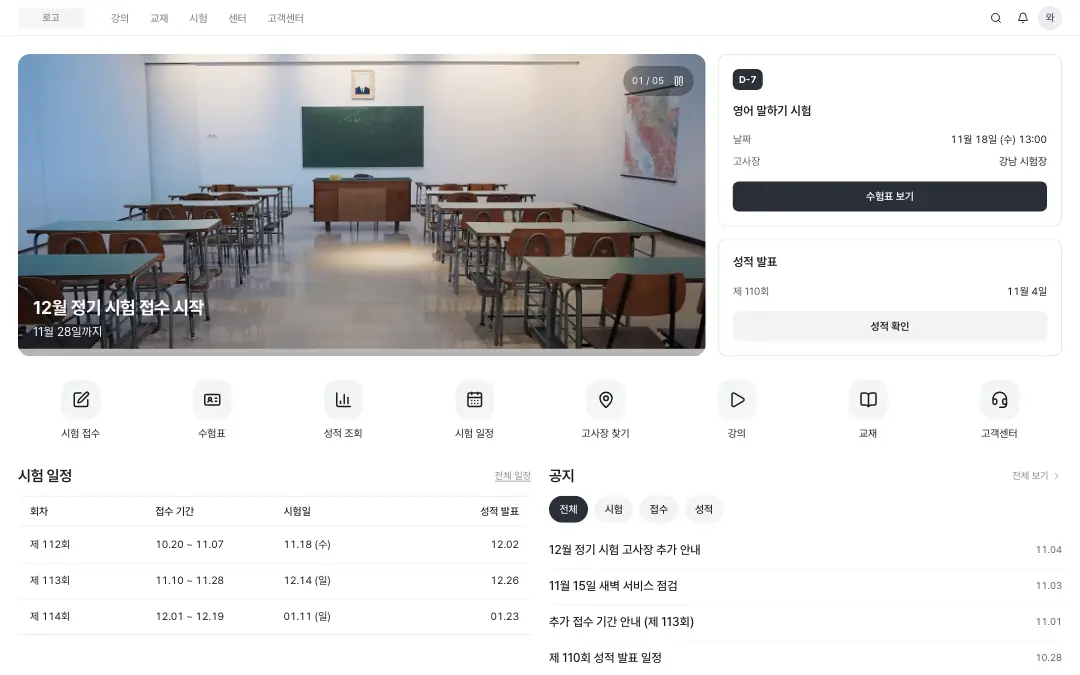 로고
강의
교재
시험
센터
고객센터
와
01 / 05
12월 정기 시험 접수 시작
11월 28일까지
D-7
영어 말하기 시험
날짜 11월 18일 (수) 13:00
고사장 강남 시험장
수험표 보기
성적 발표
제 110회 11월 4일
성적 확인
시험 접수
수험표
성적 조회
시험 일정
고사장 찾기
강의
교재
고객센터
시험 일정 전체 일정
회차 접수 기간 시험일 성적 발표
제 112회 10.20 ~ 11.07 11.18 (수) 12.02
제 113회 11.10 ~ 11.28 12.14 (일) 12.26
제 114회 12.01 ~ 12.19 01.11 (일) 01.23
공지 전체 보기
전체 시험 접수 성적
12월 정기 시험 고사장 추가 안내 11.04
11월 15일 새벽 서비스 점검 11.03
추가 접수 기간 안내 (제 113회) 11.01
제 110회 성적 발표 일정 10.28